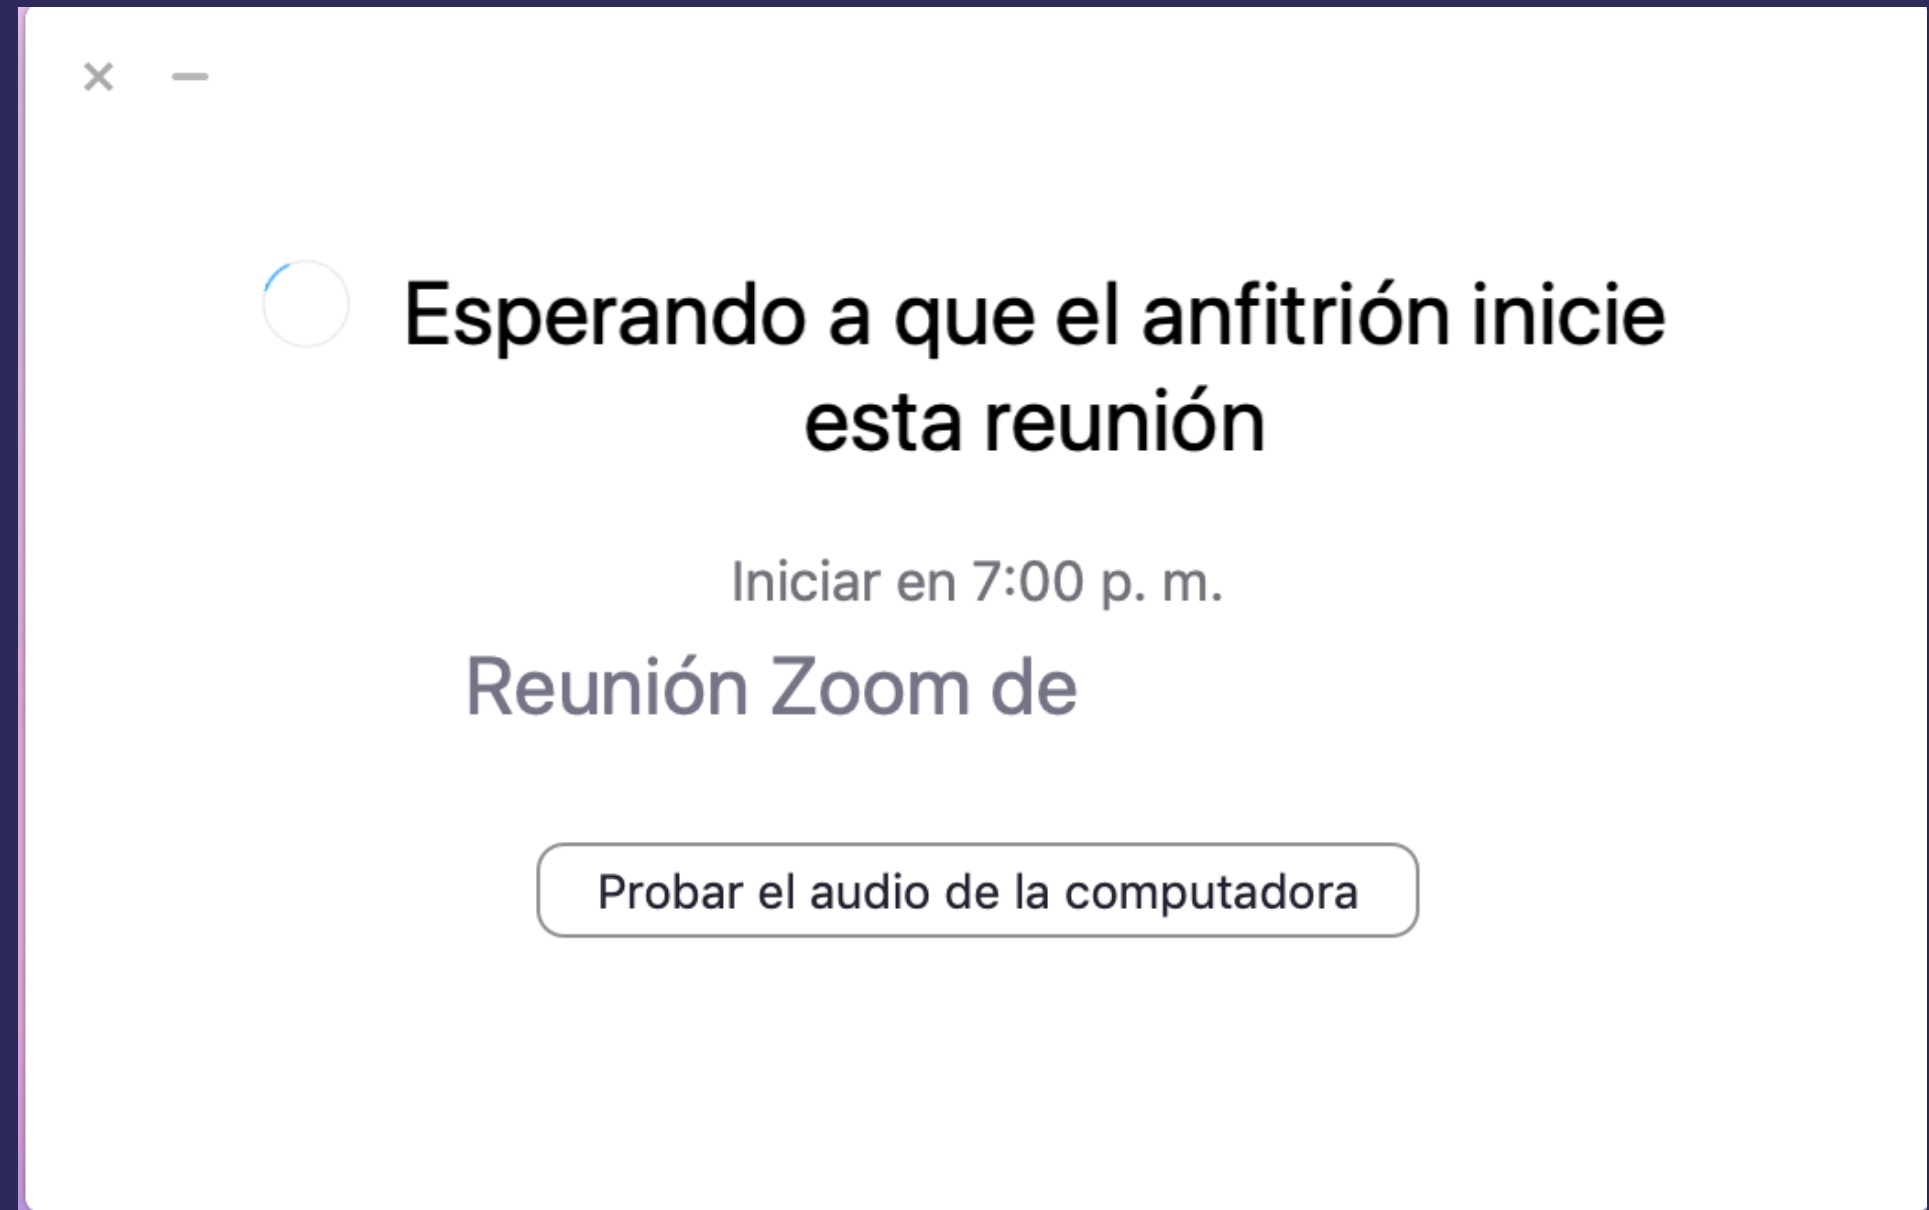 Esperando a que el anfitrión inicie
esta reunión
Iniciar en 7:00 p. m.
Reunión Zoom de
Probar el audio de la computadora